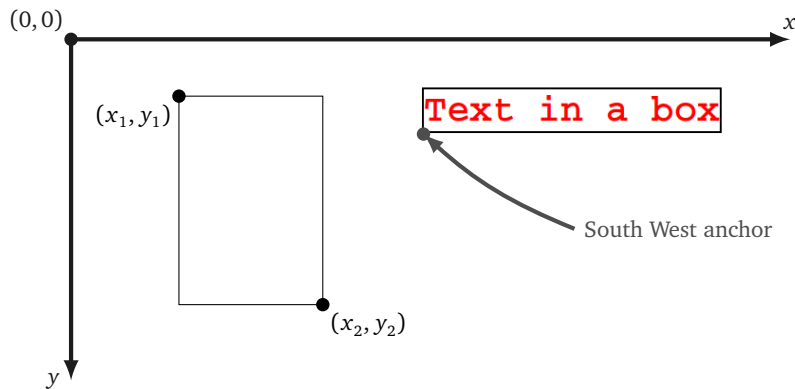 (0, 0)
x
(x₁, y₁)
Text in a box
South West anchor
(x₂, y₂)
y